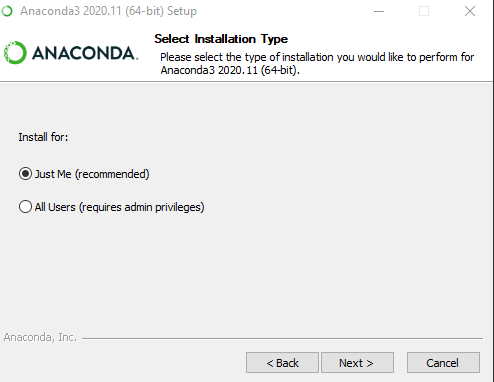 Anaconda3 2020.11 (64-bit) Setup
Select Installation Type
Please select the type of installation you would like to perform for
Anaconda3 2020.11 (64-bit).
ANACONDA.
Install for:
Just Me (recommended)
All Users (requires admin privileges)
Anaconda, Inc.
< Back
Next >
Cancel